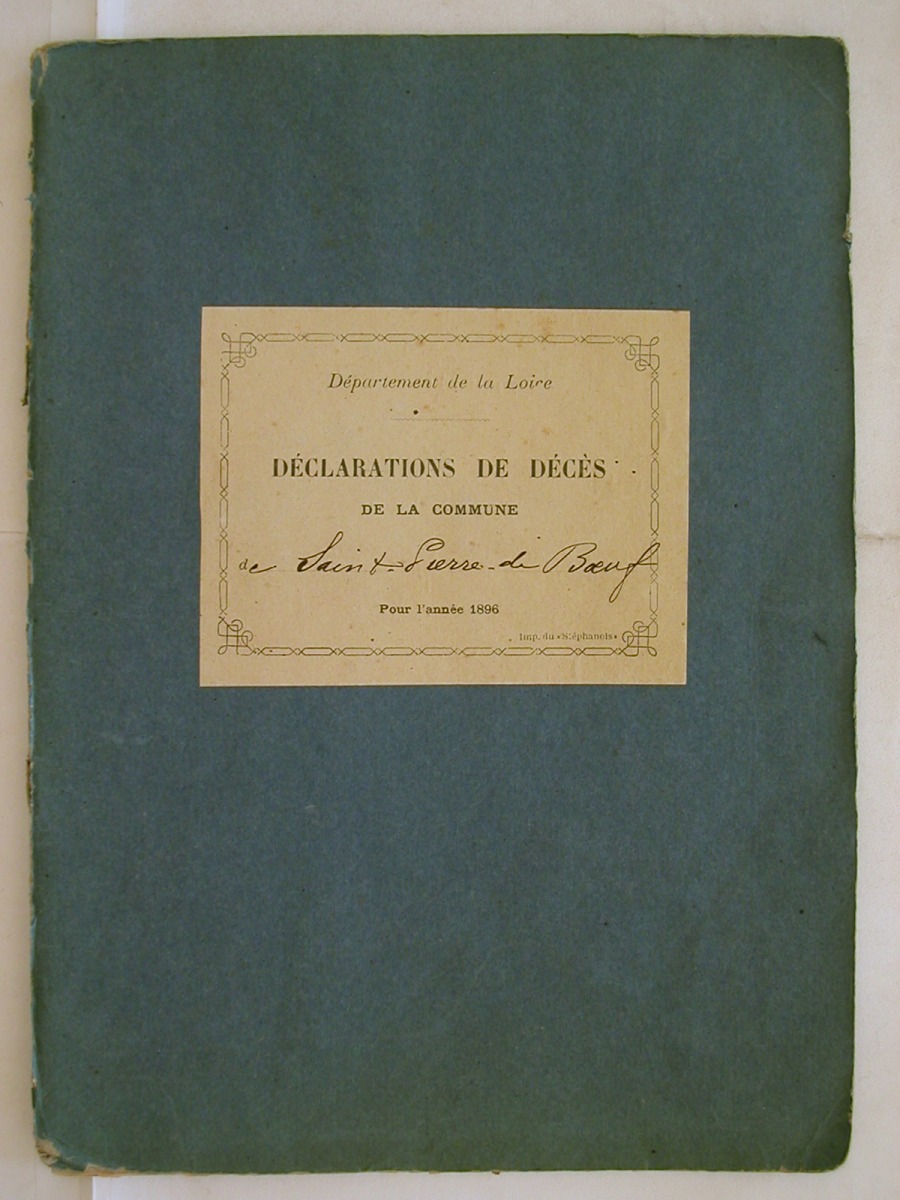 Département de la Loire
DÉCLARATIONS DE DÉCÈS
DE LA COMMUNE
de Saint-Pierre-de Bœuf
Pour l'année 1896
Imp. du «Stéphanois»